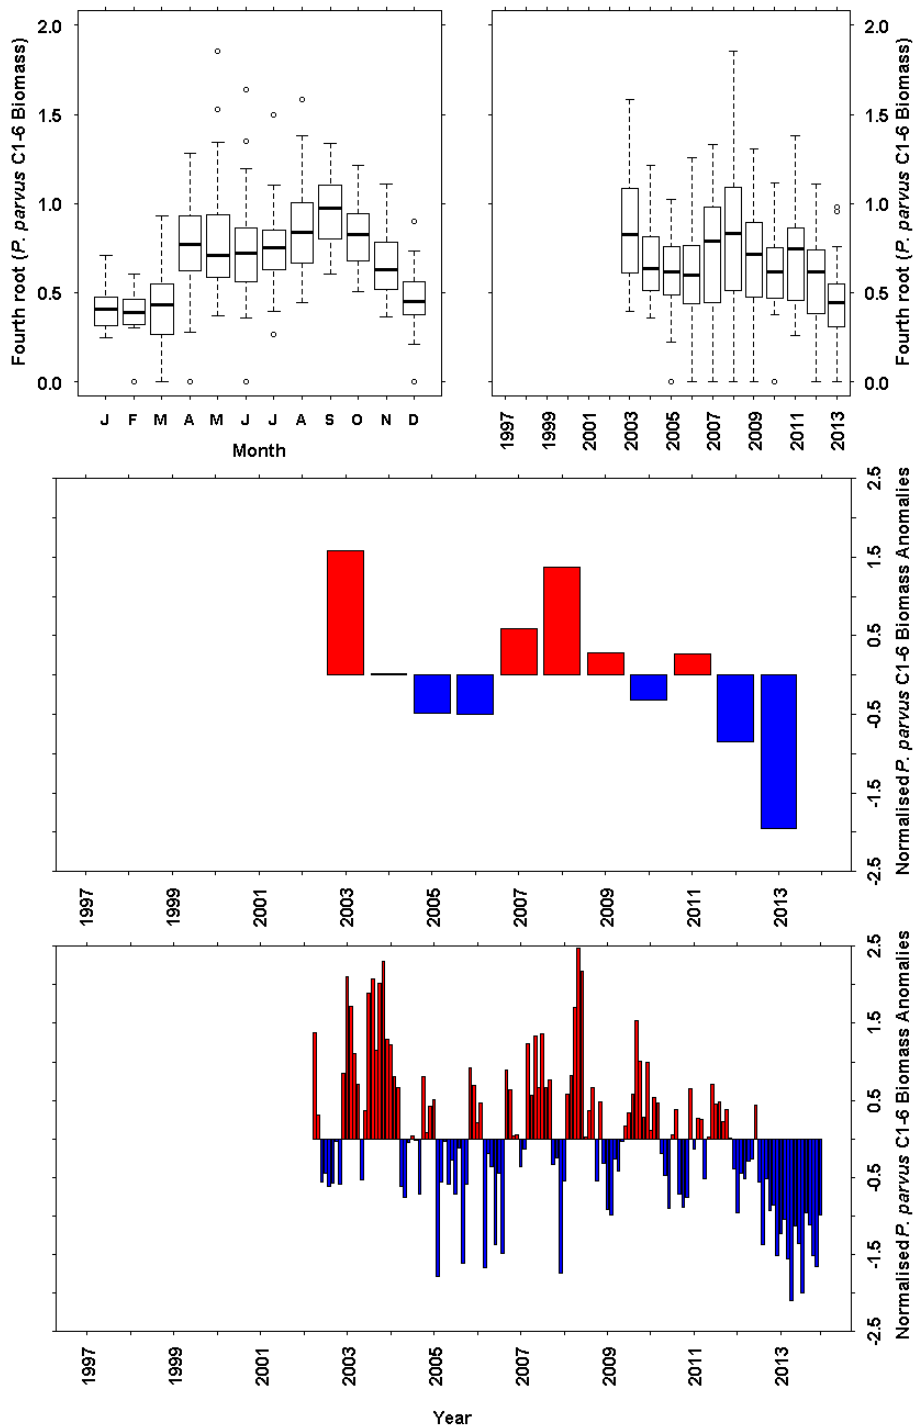 Fourth root (P. parvus C1-6 Biomass)
2.0
1.5
1.0
0.5
0.0
J F M A M J J A S O N D
Month
2.0
1.5
1.0
0.5
0.0
Fourth root (P. parvus C1-6 Biomass)
1997 1999 2001 2003 2005 2007 2009 2011 2013
2.5
1.5
0.5
-0.5
-1.5
-2.5
Normalised P. parvus C1-6 Biomass Anomalies
1997 1999 2001 2003 2005 2007 2009 2011 2013
2.5
1.5
0.5
-0.5
-1.5
-2.5
Normalised P. parvus C1-6 Biomass Anomalies
1997 1999 2001 2003 2005 2007 2009 2011 2013
Year